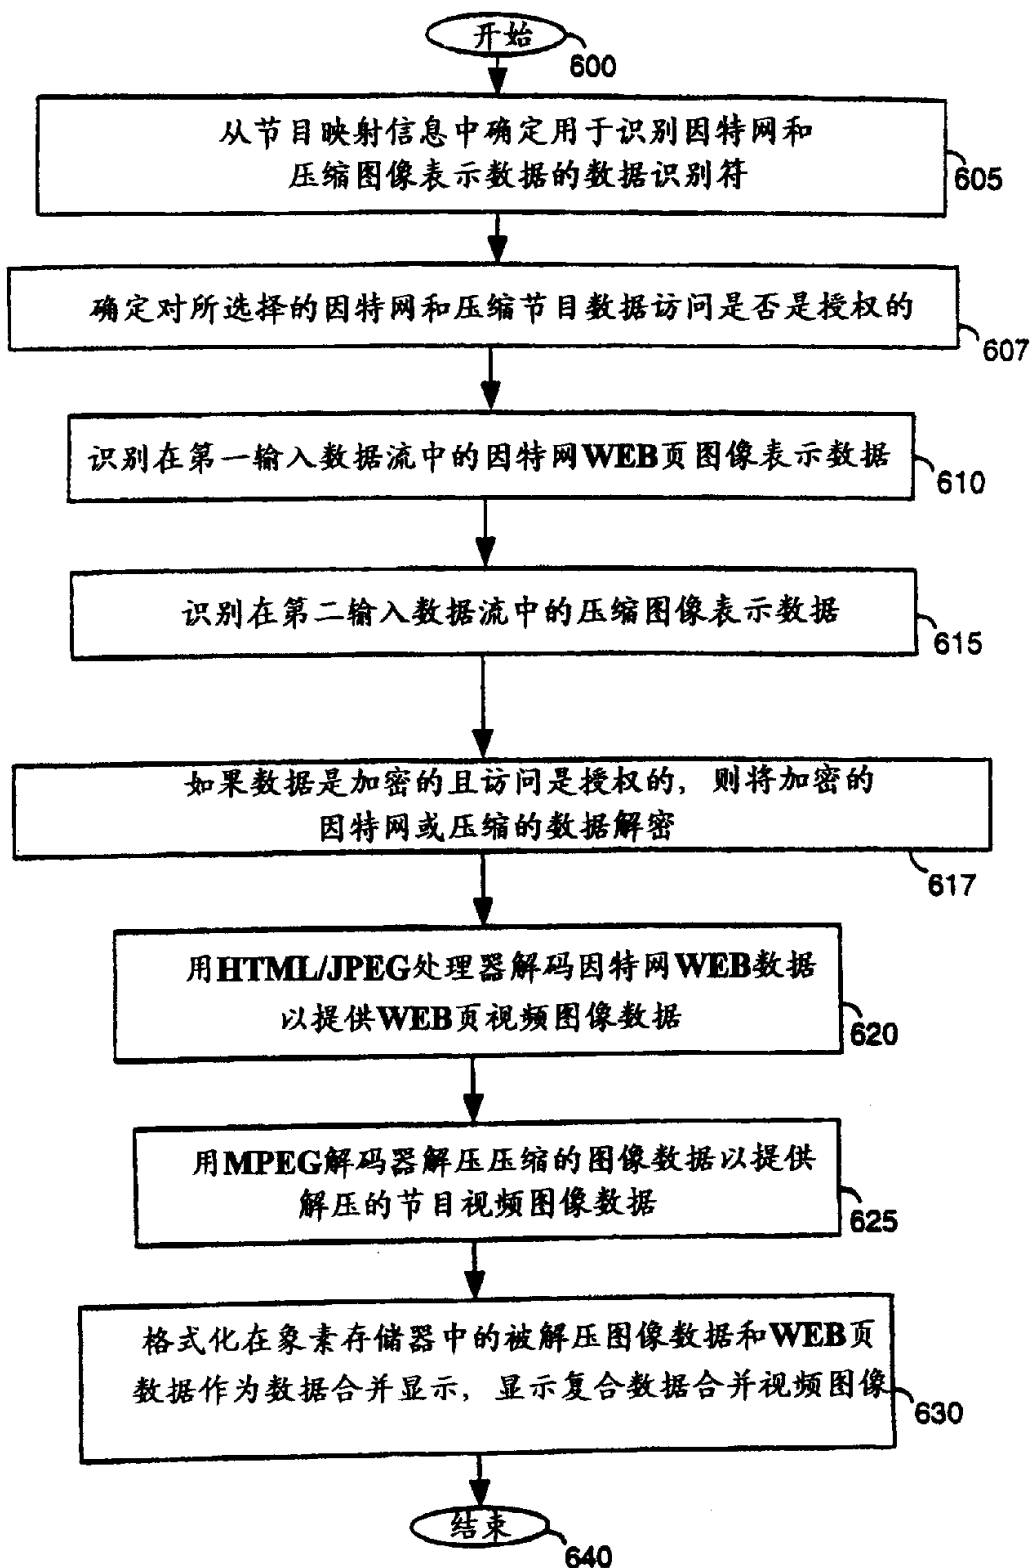 开始
600
从节目映射信息中确定用于识别因特网和
压缩图像表示数据的数据识别符
605
确定对所选择的因特网和压缩节目数据访问是否是授权的
607
识别在第一输入数据流中的因特网WEB页图像表示数据
610
识别在第二输入数据流中的压缩图像表示数据
615
如果数据是加密的且访问是授权的, 则将加密的
因特网或压缩的数据解密
617
用HTML/JPEG处理器解码因特网WEB数据
以提供WEB页视频图像数据
620
用MPEG解码器解压压缩的图像数据以提供
解压的节目视频图像数据
625
格式化在象素存储器中的被解压图像数据和WEB页
数据作为数据合并显示, 显示复合数据合并视频图像
630
结束
640